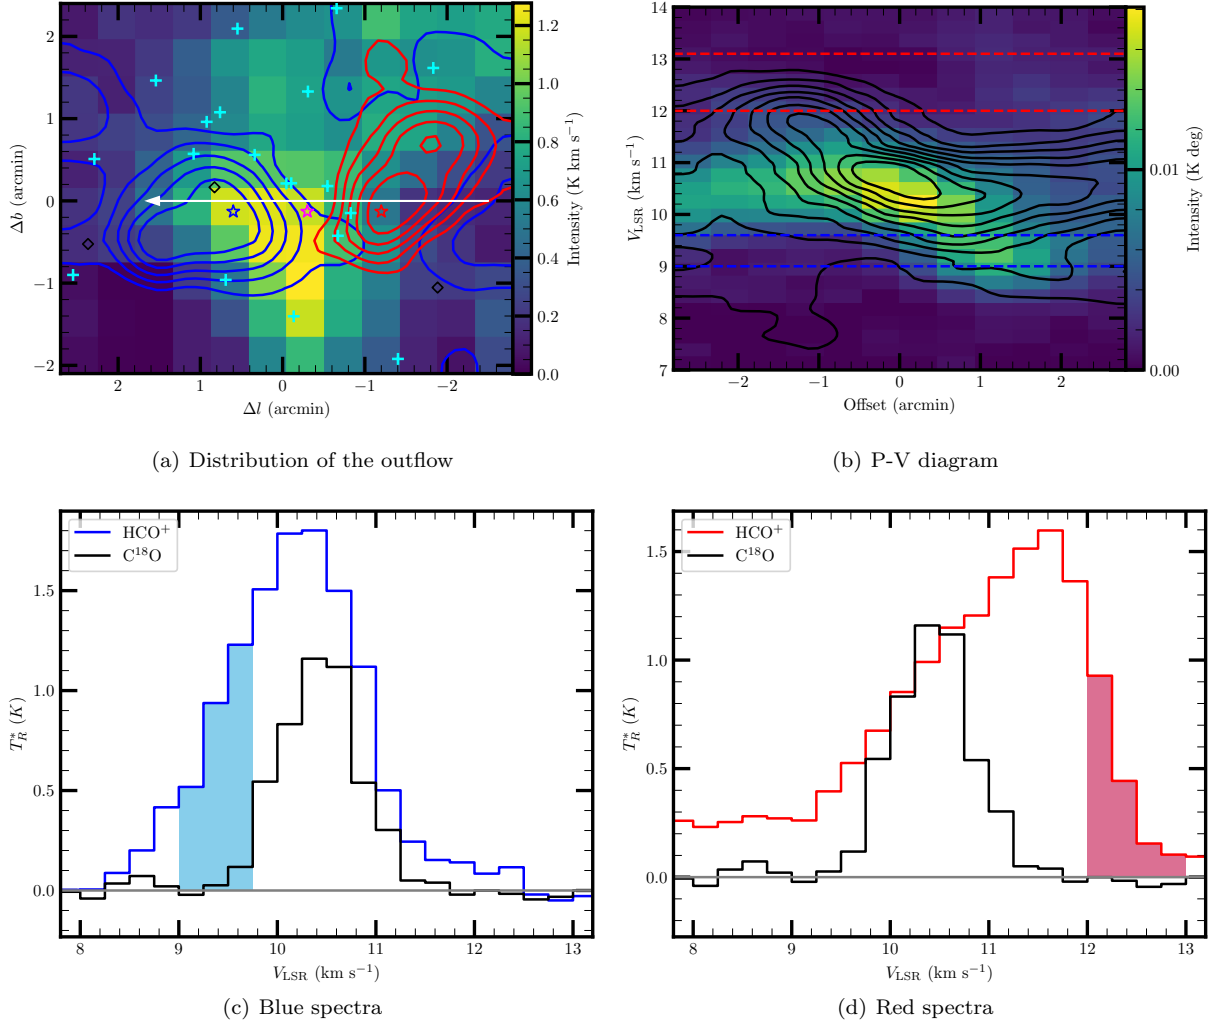 2
1
0
−1
−2
2
1
0
−1
−2
Δb (arcmin)
Δl (arcmin)
1.2
1.0
0.8
0.6
0.4
0.2
0.0
Intensity (K km s⁻¹)
(a) Distribution of the outflow
14
13
12
11
10
9
8
7
−2
−1
0
1
2
V_LSR (km s⁻¹)
Offset (arcmin)
0.01
0.00
Intensity (K deg)
(b) P-V diagram
HCO⁺
C¹⁸O
1.5
1.0
0.5
0.0
T_R^* (K)
8
9
10
11
12
13
V_LSR (km s⁻¹)
(c) Blue spectra
HCO⁺
C¹⁸O
1.5
1.0
0.5
0.0
T_R^* (K)
8
9
10
11
12
13
V_LSR (km s⁻¹)
(d) Red spectra